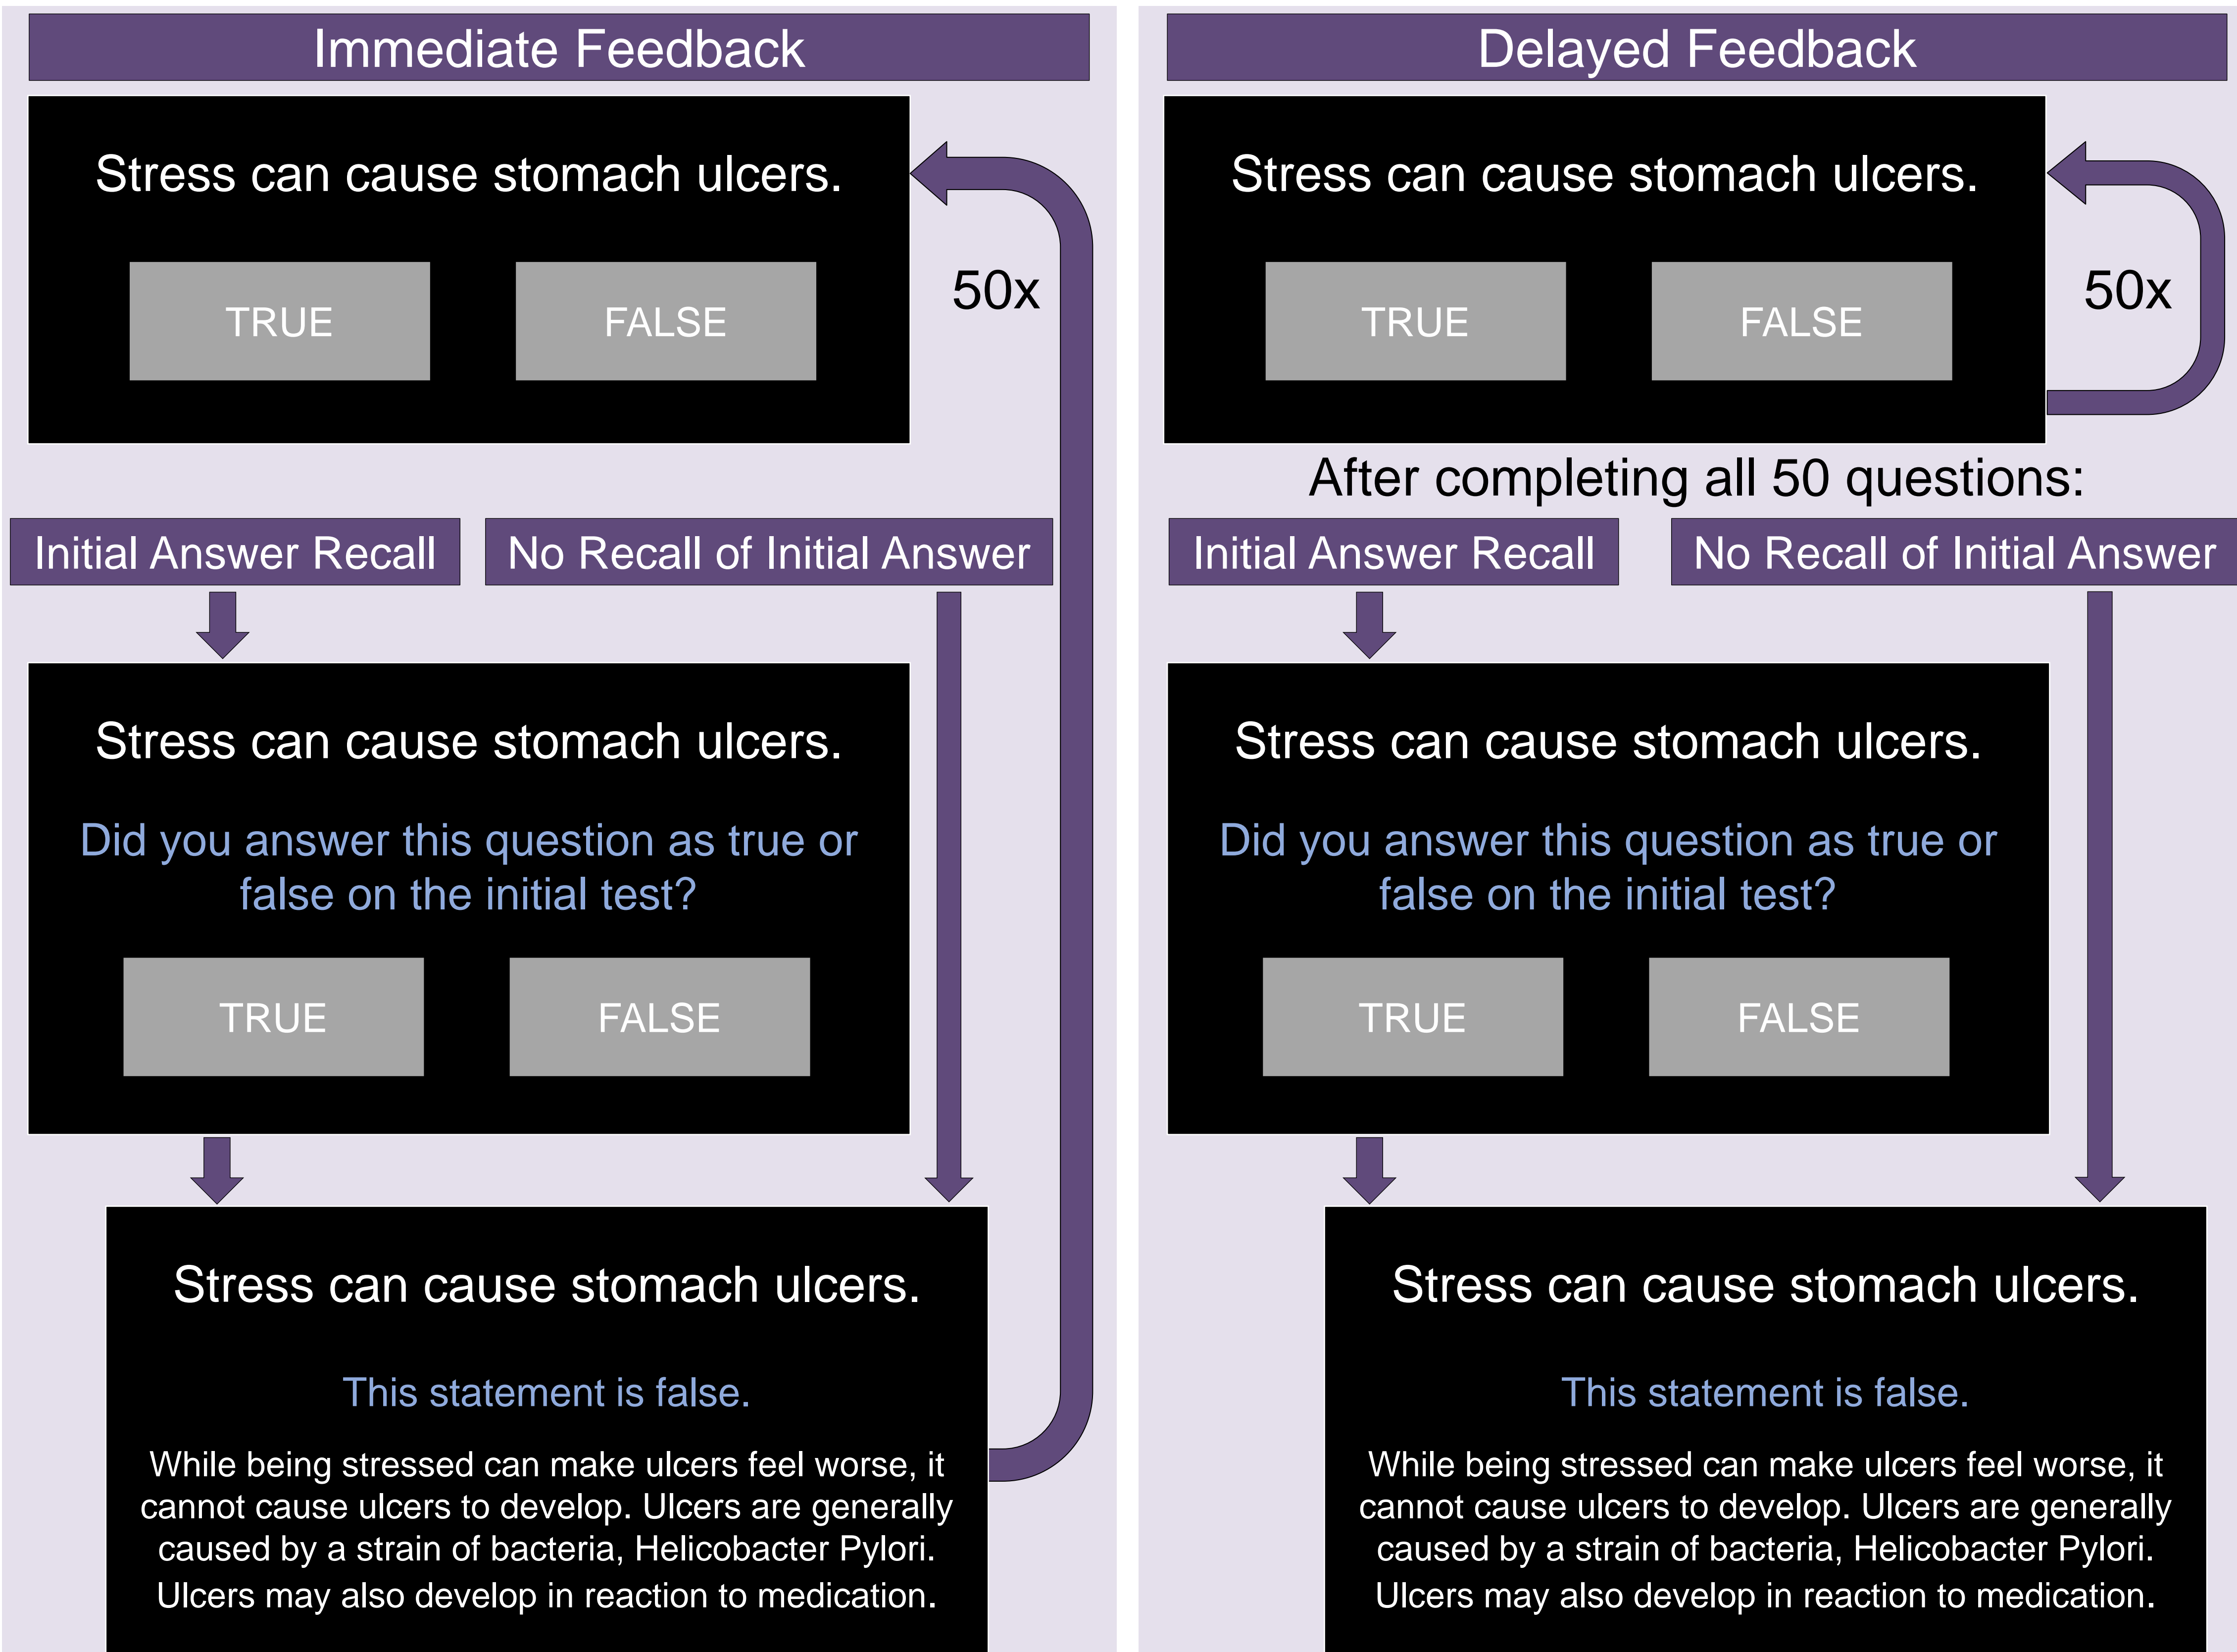 Immediate Feedback
Stress can cause stomach ulcers.
TRUE
FALSE
50x
Initial Answer Recall
No Recall of Initial Answer
Stress can cause stomach ulcers.
Did you answer this question as true or
false on the initial test?
TRUE
FALSE
Stress can cause stomach ulcers.
This statement is false.
While being stressed can make ulcers feel worse, it
cannot cause ulcers to develop. Ulcers are generally
caused by a strain of bacteria, Helicobacter Pylori.
Ulcers may also develop in reaction to medication.
Delayed Feedback
Stress can cause stomach ulcers.
TRUE
FALSE
50x
After completing all 50 questions:
Initial Answer Recall
No Recall of Initial Answer
Stress can cause stomach ulcers.
Did you answer this question as true or
false on the initial test?
TRUE
FALSE
Stress can cause stomach ulcers.
This statement is false.
While being stressed can make ulcers feel worse, it
cannot cause ulcers to develop. Ulcers are generally
caused by a strain of bacteria, Helicobacter Pylori.
Ulcers may also develop in reaction to medication.